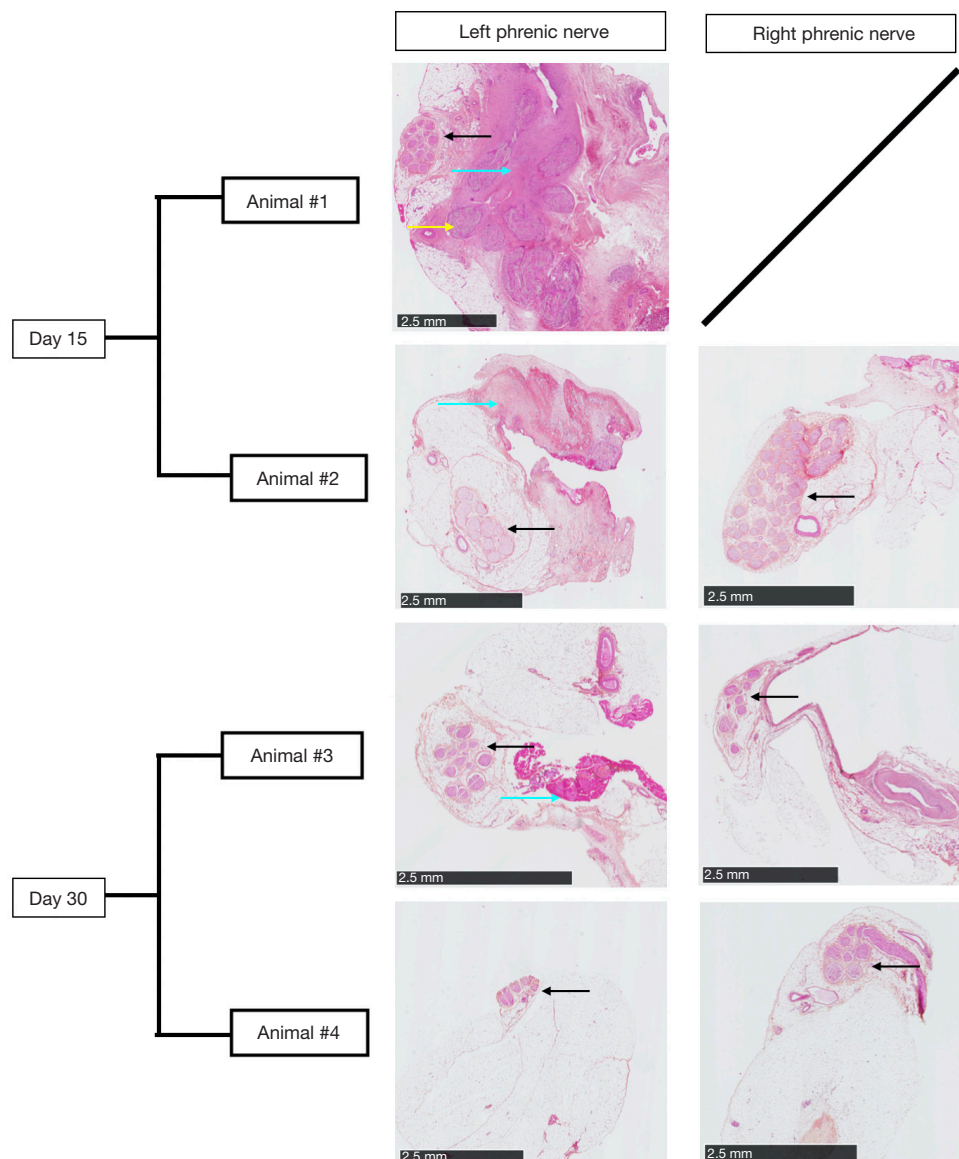 Left phrenic nerve
Right phrenic nerve
Animal #1
2.5 mm
Day 15
Animal #2
2.5 mm
2.5 mm
Animal #3
2.5 mm
2.5 mm
Day 30
Animal #4
2.5 mm
2.5 mm